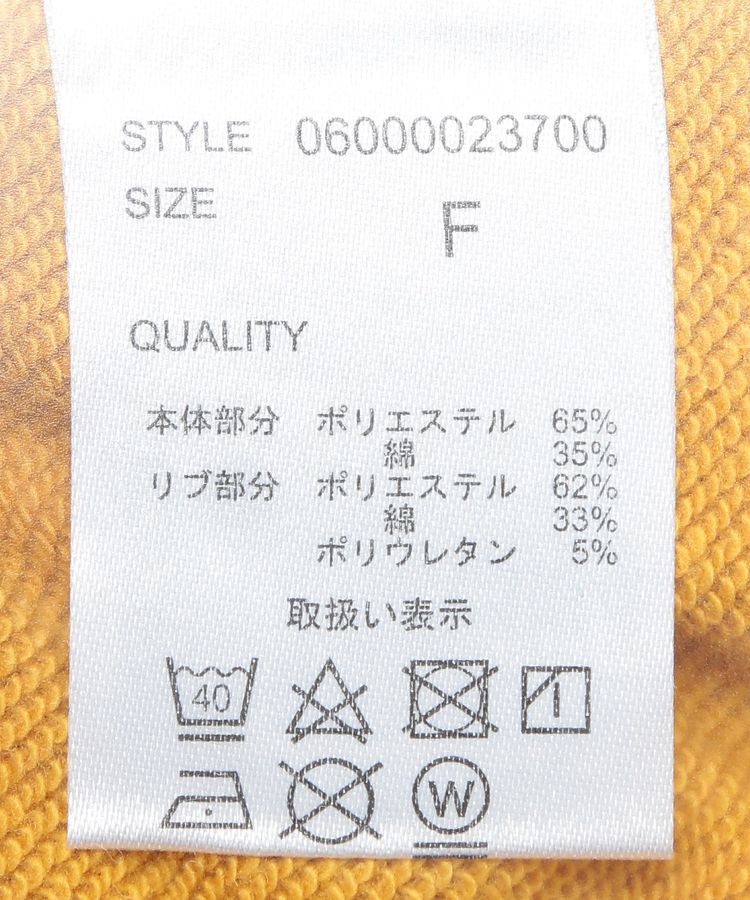 STYLE 06000023700
SIZE F
QUALITY
本体部分 ポリエステル 65%
綿 35%
リブ部分 ポリエステル 62%
綿 33%
ポリウレタン 5%
取扱い表示
40
W